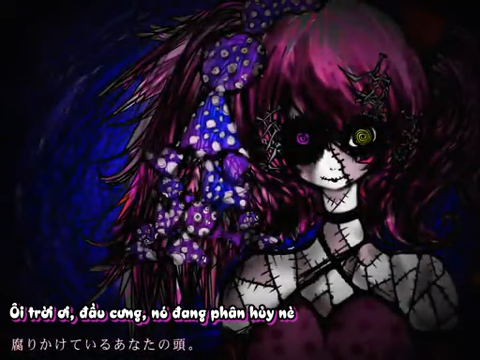 Ôi trời ơi, đầu cưng, nó đang phân hủy nè
腐りかけているあなたの頭。